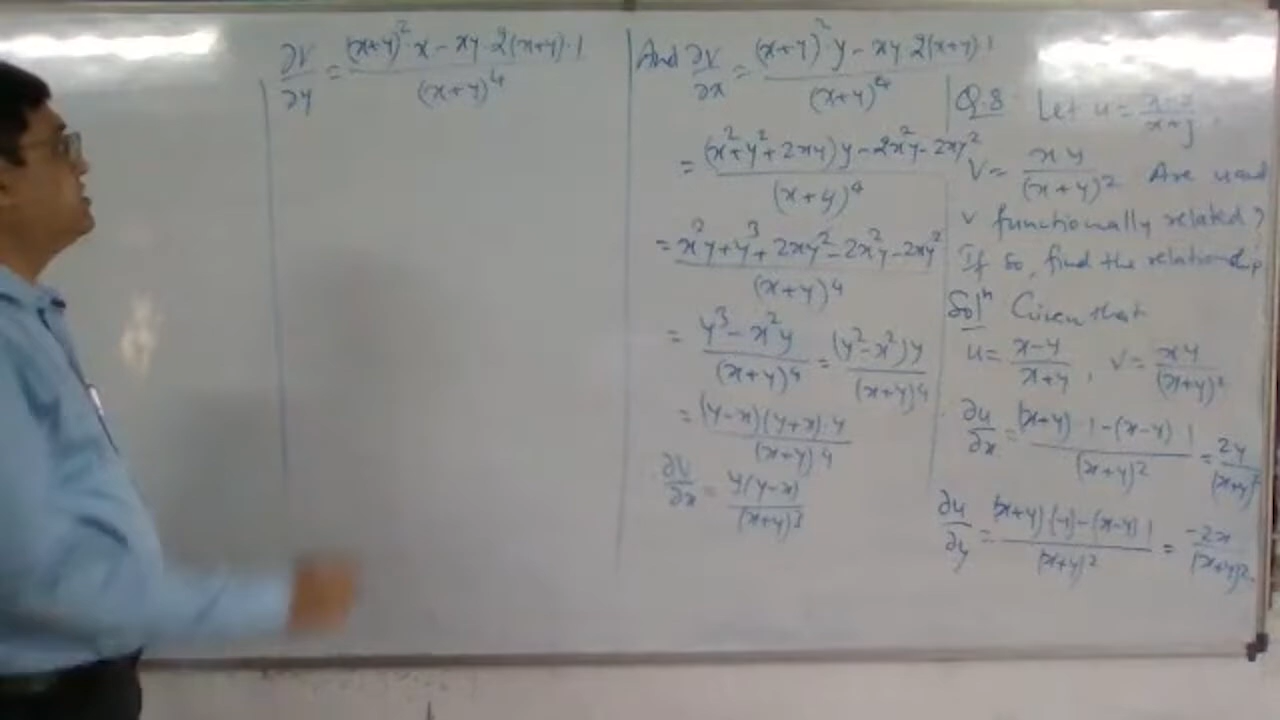 ∂V/∂y = ((x+y)² x − xy·2(x+y)·1)/(x+y)⁴
And ∂V/∂x = ((x+y)² y − xy·2(x+y)·1)/(x+y)⁴
= ((x²+y²+2xy)y − 2x²y − 2xy²)/(x+y)⁴
= (x²y+y³+2xy²−2x²y−2xy²)/(x+y)⁴
= (y³−x²y)/(x+y)⁴ = ((y²−x²)y)/(x+y)⁴
= ((y−x)(y+x)·y)/(x+y)⁴
∂V/∂x = y(y−x)/(x+y)³
Q.8 Let u = /x+y,
V = xy/(x+y)² Are u and
v functionally related?
If so, find the relationship
Solⁿ Given that
u = (x−y)/(x+y), V = xy/(x+y)²
∂u/∂x = ((x+y)·1−(x−y)·1)/(x+y)² = 2y/(x+y)²
∂u/∂y = ((x+y)(-1)−(x−y)·1)/(x+y)² = −2x/(x+y)².